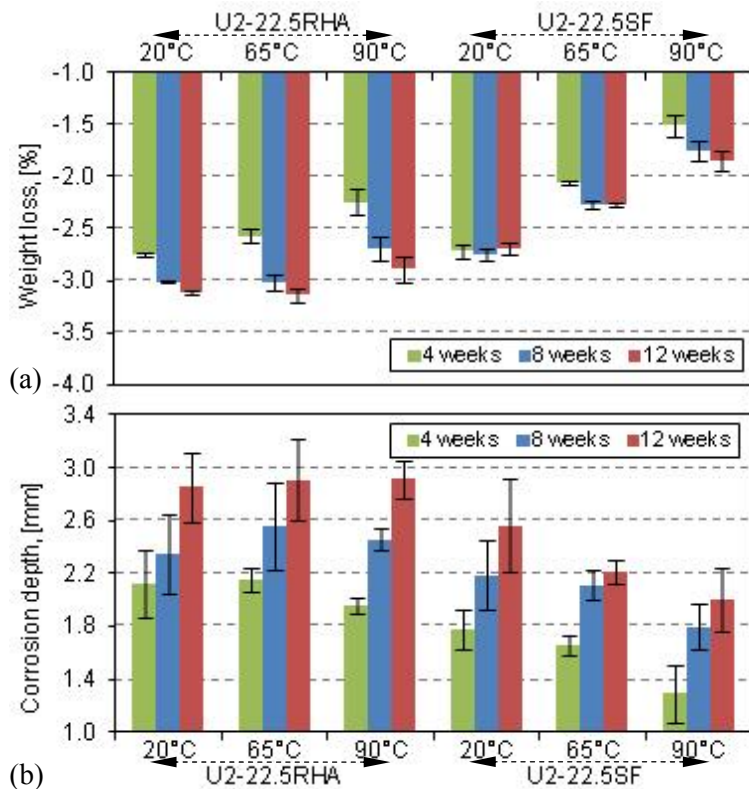 U2-22.5RHA U2-22.5SF
20°C 65°C 90°C 20°C 65°C 90°C
-1.0
-1.5
-2.0
-2.5
-3.0
-3.5
-4.0
Weight loss, [%]
4 weeks 8 weeks 12 weeks
(a)
3.4
3.0
2.6
2.2
1.8
1.4
1.0
Corrosion depth, [mm]
4 weeks 8 weeks 12 weeks
20°C 65°C 90°C 20°C 65°C 90°C
U2-22.5RHA U2-22.5SF
(b)